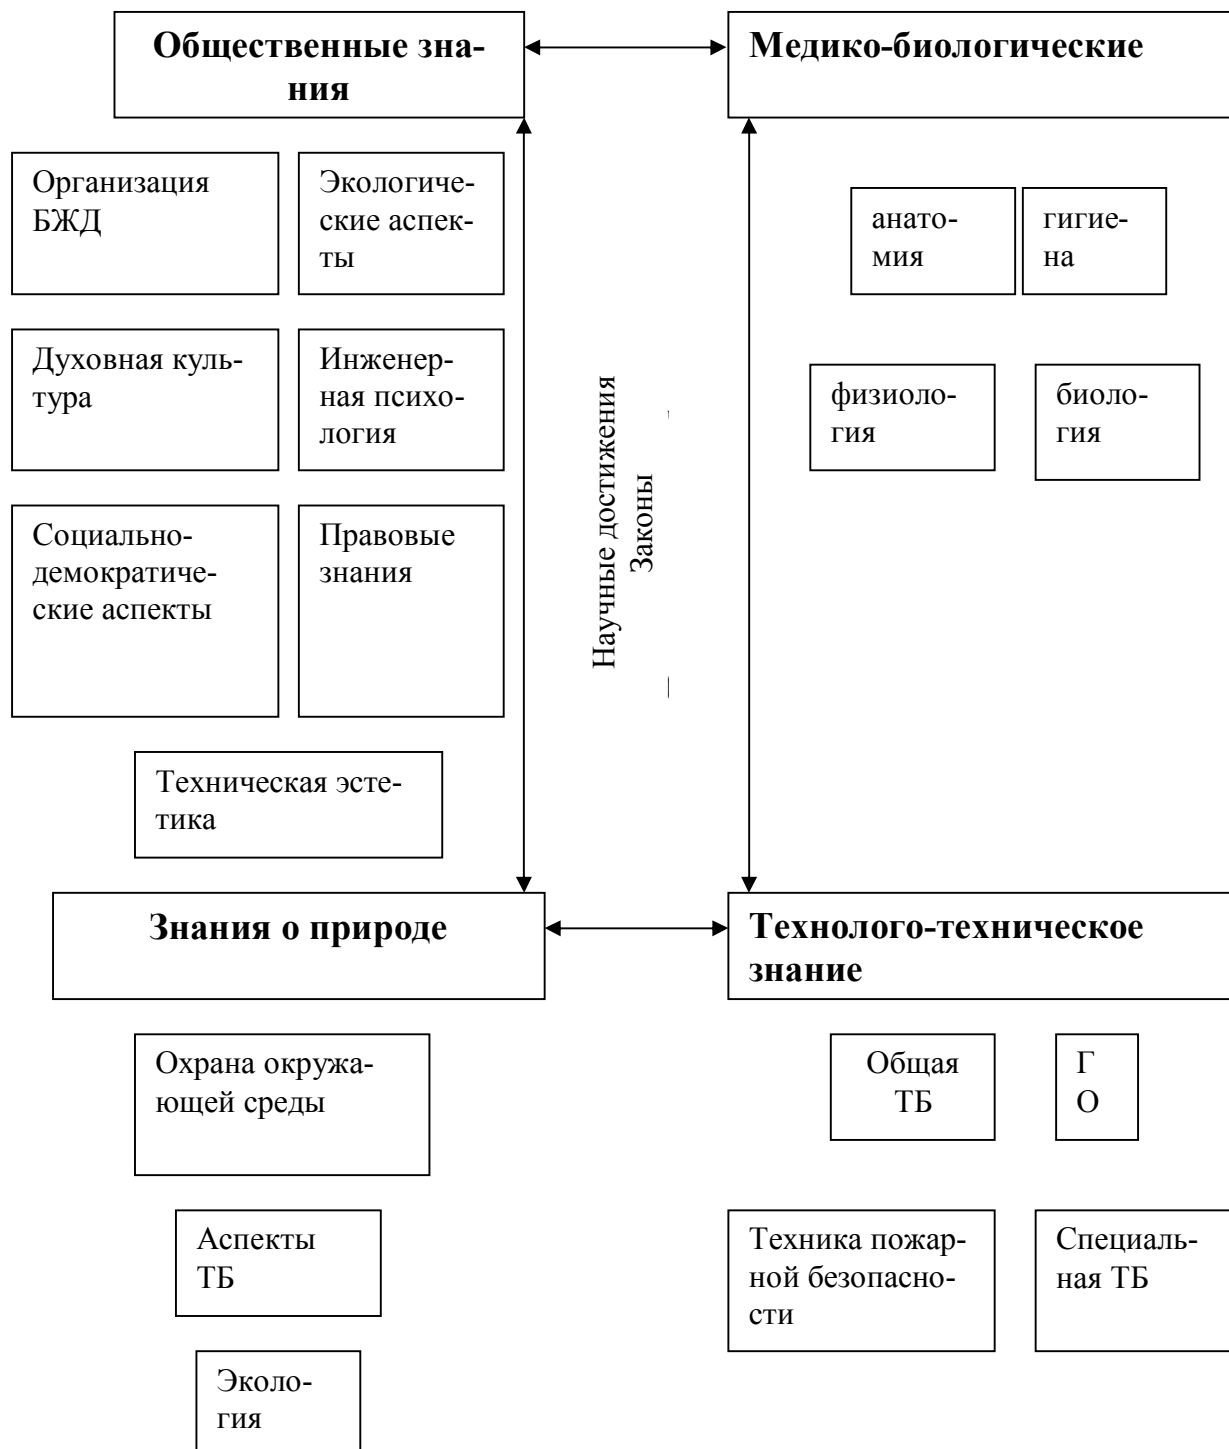 Общественные зна-
ния
Медико-биологические
Организация
БЖД
Экологиче-
ские аспек-
ты
анато-
мия
гигие-
на
Духовная куль-
тура
Инженер-
ная психо-
логия
физиоло-
гия
биоло-
гия
Научные достижения
Законы
Социально-
демократиче-
ские аспекты
Правовые
знания
Техническая эсте-
тика
Знания о природе
Технолого-техническое
знание
Охрана окружа-
ющей среды
Общая
ТБ
Г
О
Аспекты
ТБ
Техника пожар-
ной безопасно-
сти
Специаль-
ная ТБ
Эколо-
гия